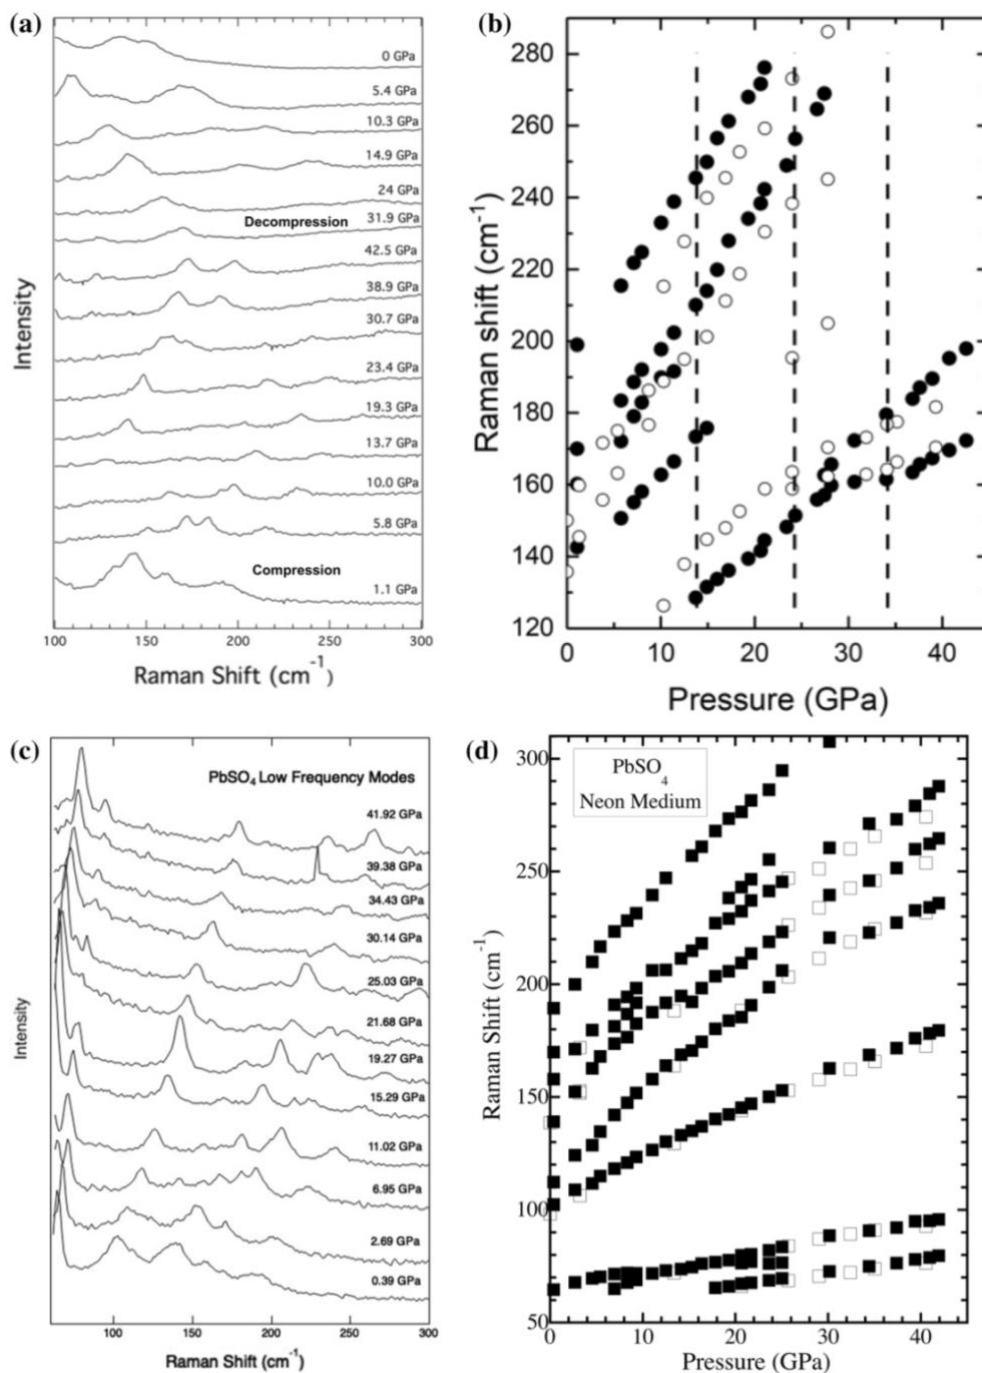 (a)
0 GPa
5.4 GPa
10.3 GPa
14.9 GPa
24 GPa
Decompression
31.9 GPa
42.5 GPa
38.9 GPa
30.7 GPa
23.4 GPa
19.3 GPa
13.7 GPa
10.0 GPa
5.8 GPa
Compression
1.1 GPa
Intensity
100 150 200 250 300
Raman Shift (cm⁻¹)
(b)
280
260
240
220
200
180
160
140
120
Raman shift (cm⁻¹)
0 10 20 30 40
Pressure (GPa)
(c)
PbSO₄ Low Frequency Modes
41.92 GPa
39.38 GPa
34.43 GPa
30.14 GPa
25.03 GPa
21.68 GPa
19.27 GPa
15.29 GPa
11.02 GPa
6.95 GPa
2.69 GPa
0.39 GPa
Intensity
100 150 200 250 300
Raman Shift (cm⁻¹)
(d)
PbSO₄
Neon Medium
300
250
200
150
100
50
Raman Shift (cm⁻¹)
0 10 20 30 40
Pressure (GPa)